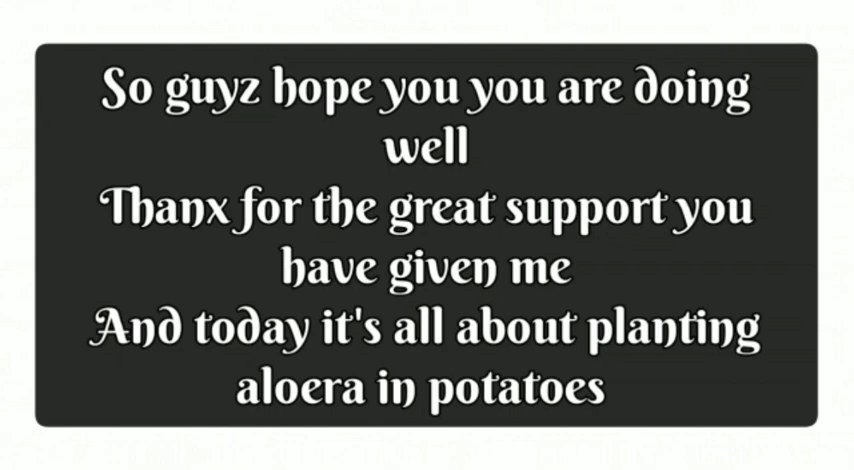 So guyz hope you you are doing
well
Thanx for the great support you
have given me
And today it's all about planting
aloera in potatoes